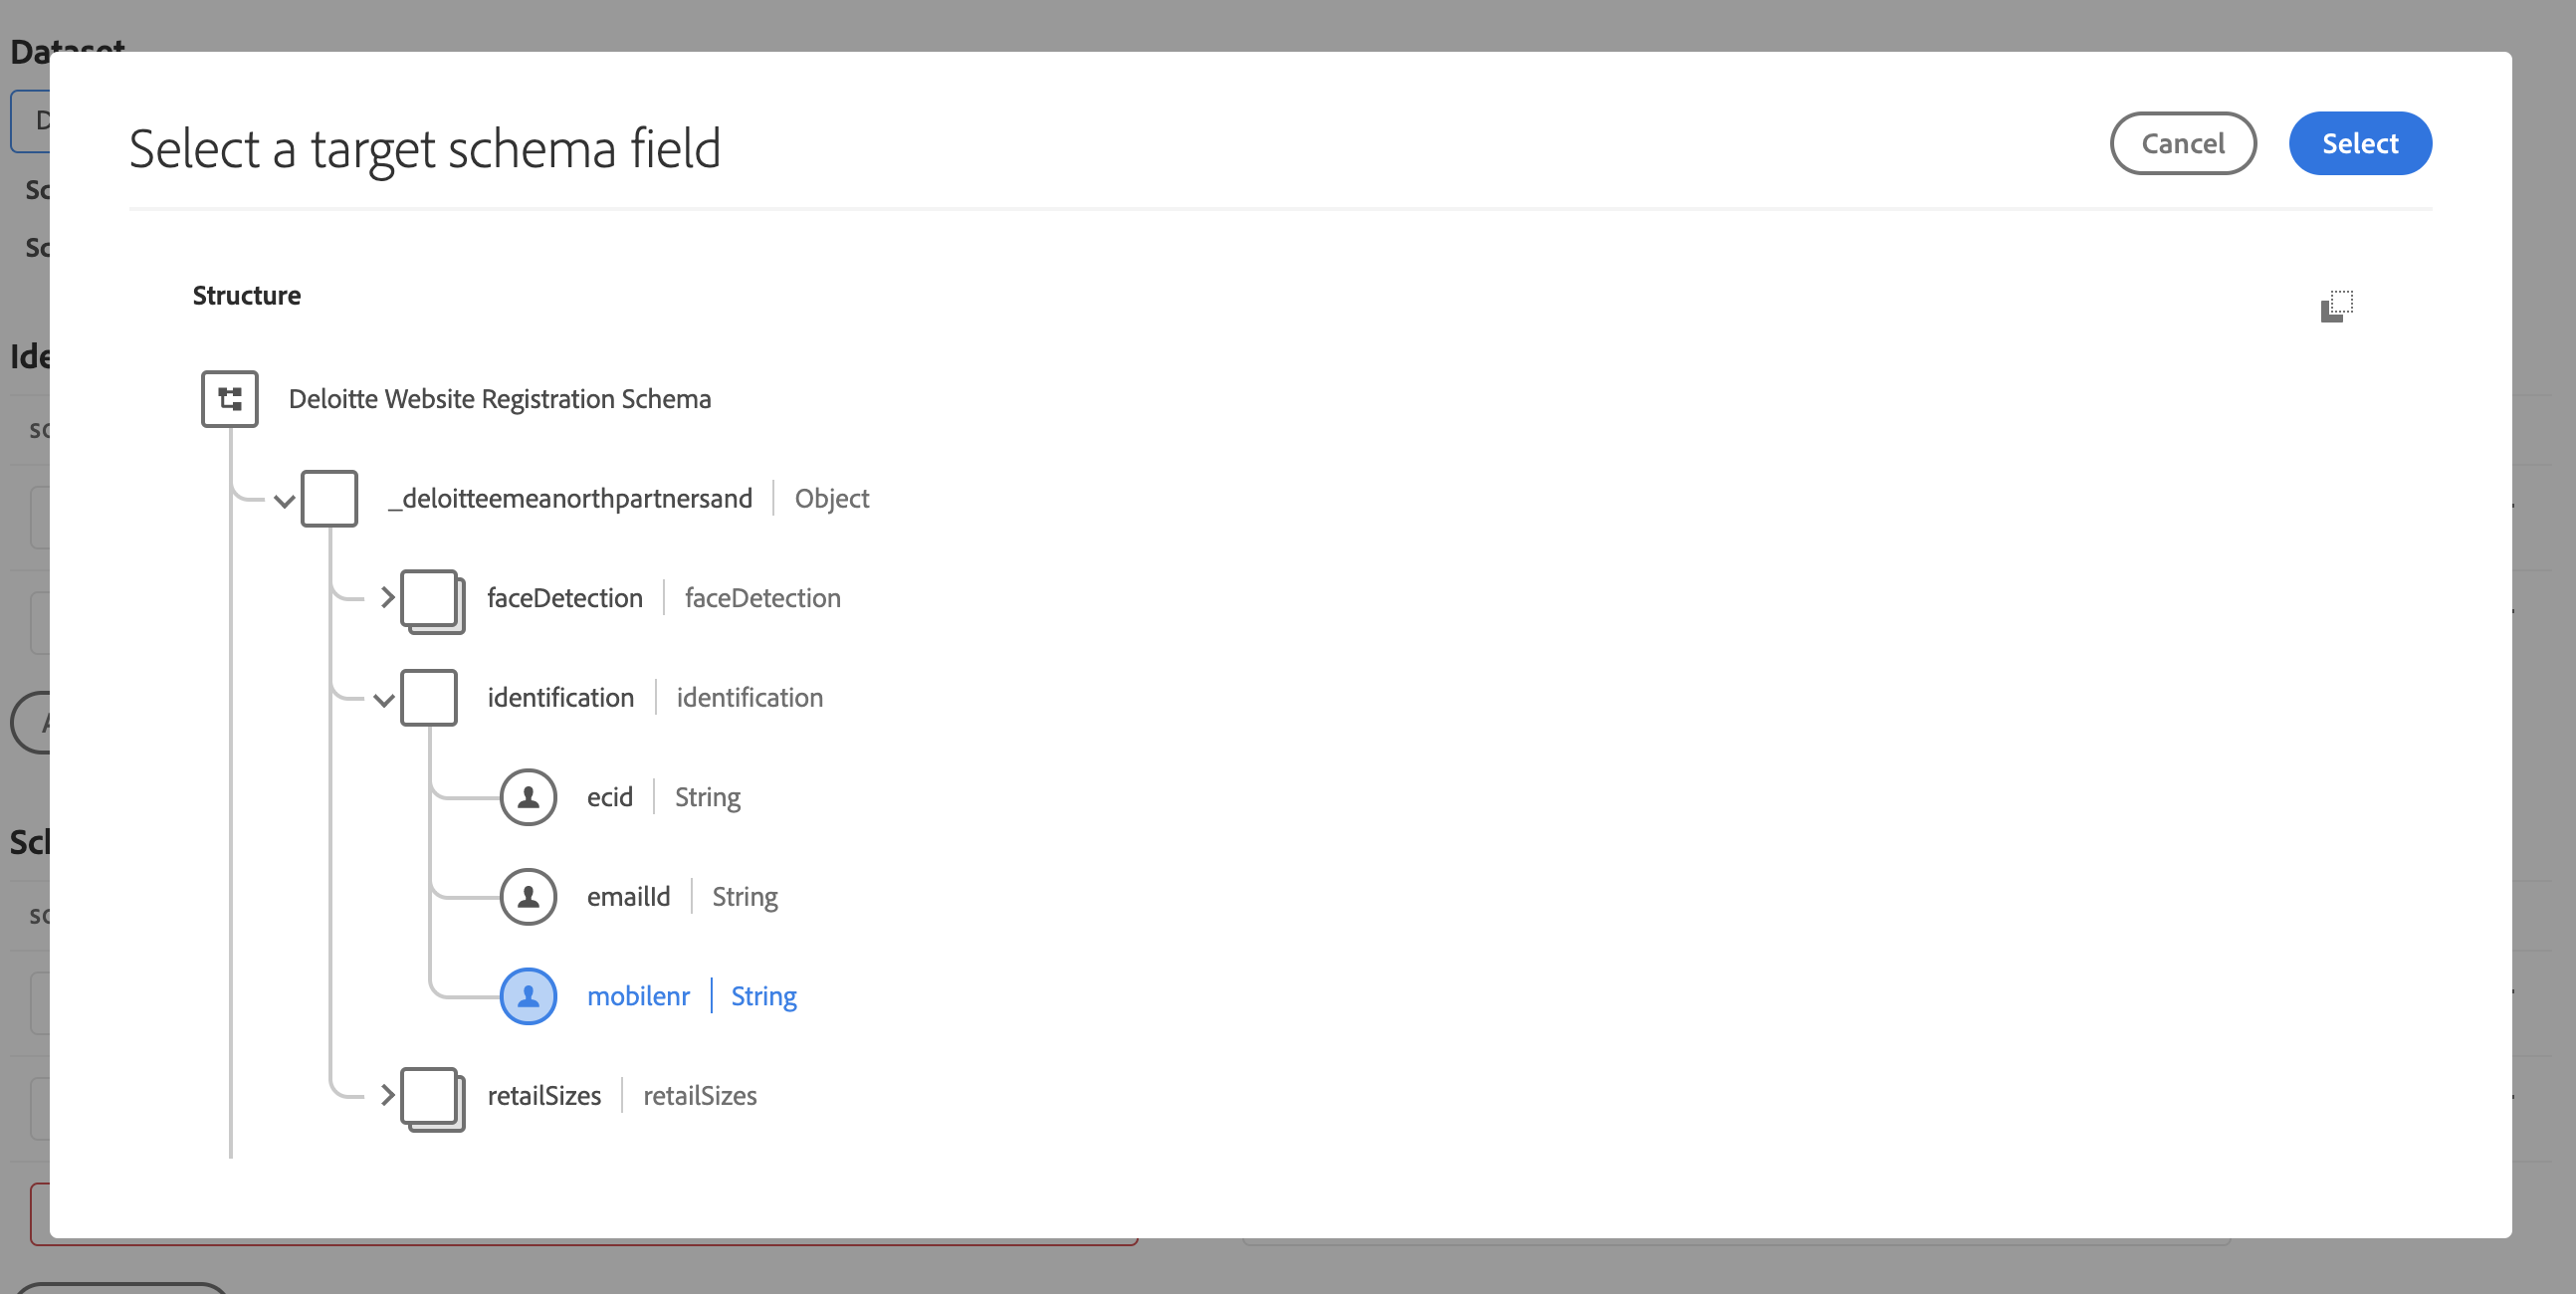 Dataset
Select a target schema field
Cancel
Select
Structure
Deloitte Website Registration Schema
_deloitteemeanorthpartnersand Object
faceDetection faceDetection
identification identification
ecid String
emailId String
mobilenr String
retailSizes retailSizes